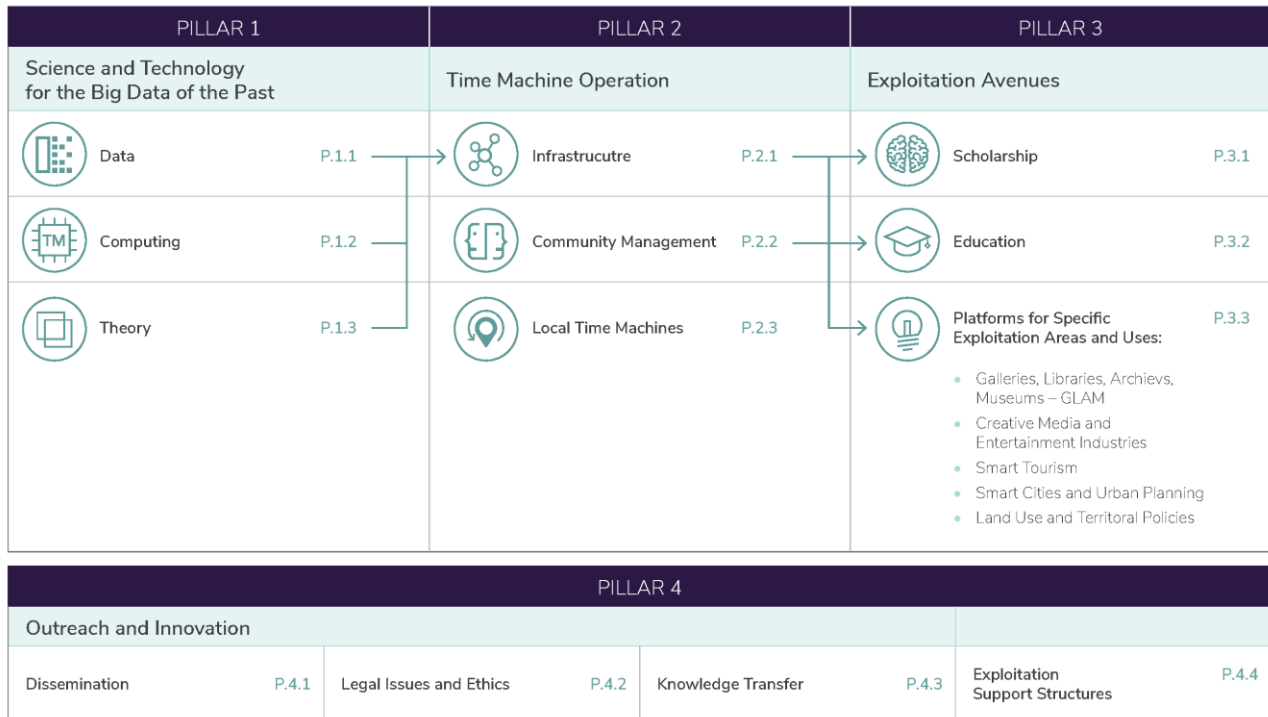 PILLAR 1
PILLAR 2
PILLAR 3
Science and Technology
for the Big Data of the Past
Time Machine Operation
Exploitation Avenues
Data
P.1.1
Infrastrucutre
P.2.1
Scholarship
P.3.1
TM
Computing
P.1.2
Community Management
P.2.2
Education
P.3.2
Theory
P.1.3
Local Time Machines
P.2.3
Platforms for Specific
Exploitation Areas and Uses:
P.3.3
Galleries, Libraries, Archievs,
Museums – GLAM
Creative Media and
Entertainment Industries
Smart Tourism
Smart Cities and Urban Planning
Land Use and Territoral Policies
PILLAR 4
Outreach and Innovation
Dissemination
P.4.1
Legal Issues and Ethics
P.4.2
Knowledge Transfer
P.4.3
Exploitation
Support Structures
P.4.4